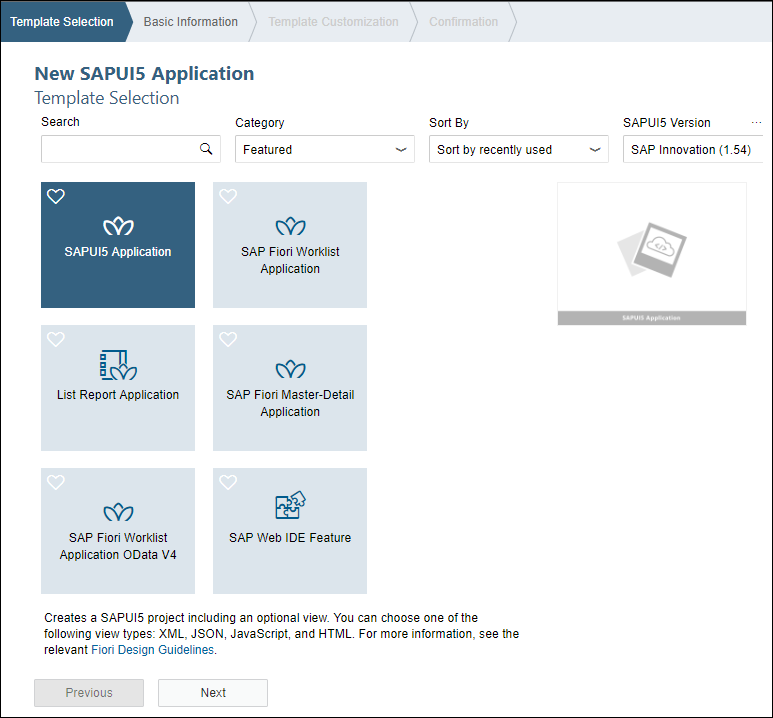 Template Selection
Basic Information
Template Customization
Confirmation
New SAPUI5 Application
Template Selection
Search
Category
Sort By
SAPUI5 Version
...
Featured
Sort by recently used
SAP Innovation (1.54)
SAPUI5 Application
SAP Fiori Worklist
Application
SAPUI5 Application
List Report Application
SAP Fiori Master-Detail
Application
SAP Fiori Worklist
Application OData V4
SAP Web IDE Feature
Creates a SAPUI5 project including an optional view. You can choose one of the
following view types: XML, JSON, JavaScript, and HTML. For more information, see the
relevant Fiori Design Guidelines.
Previous
Next